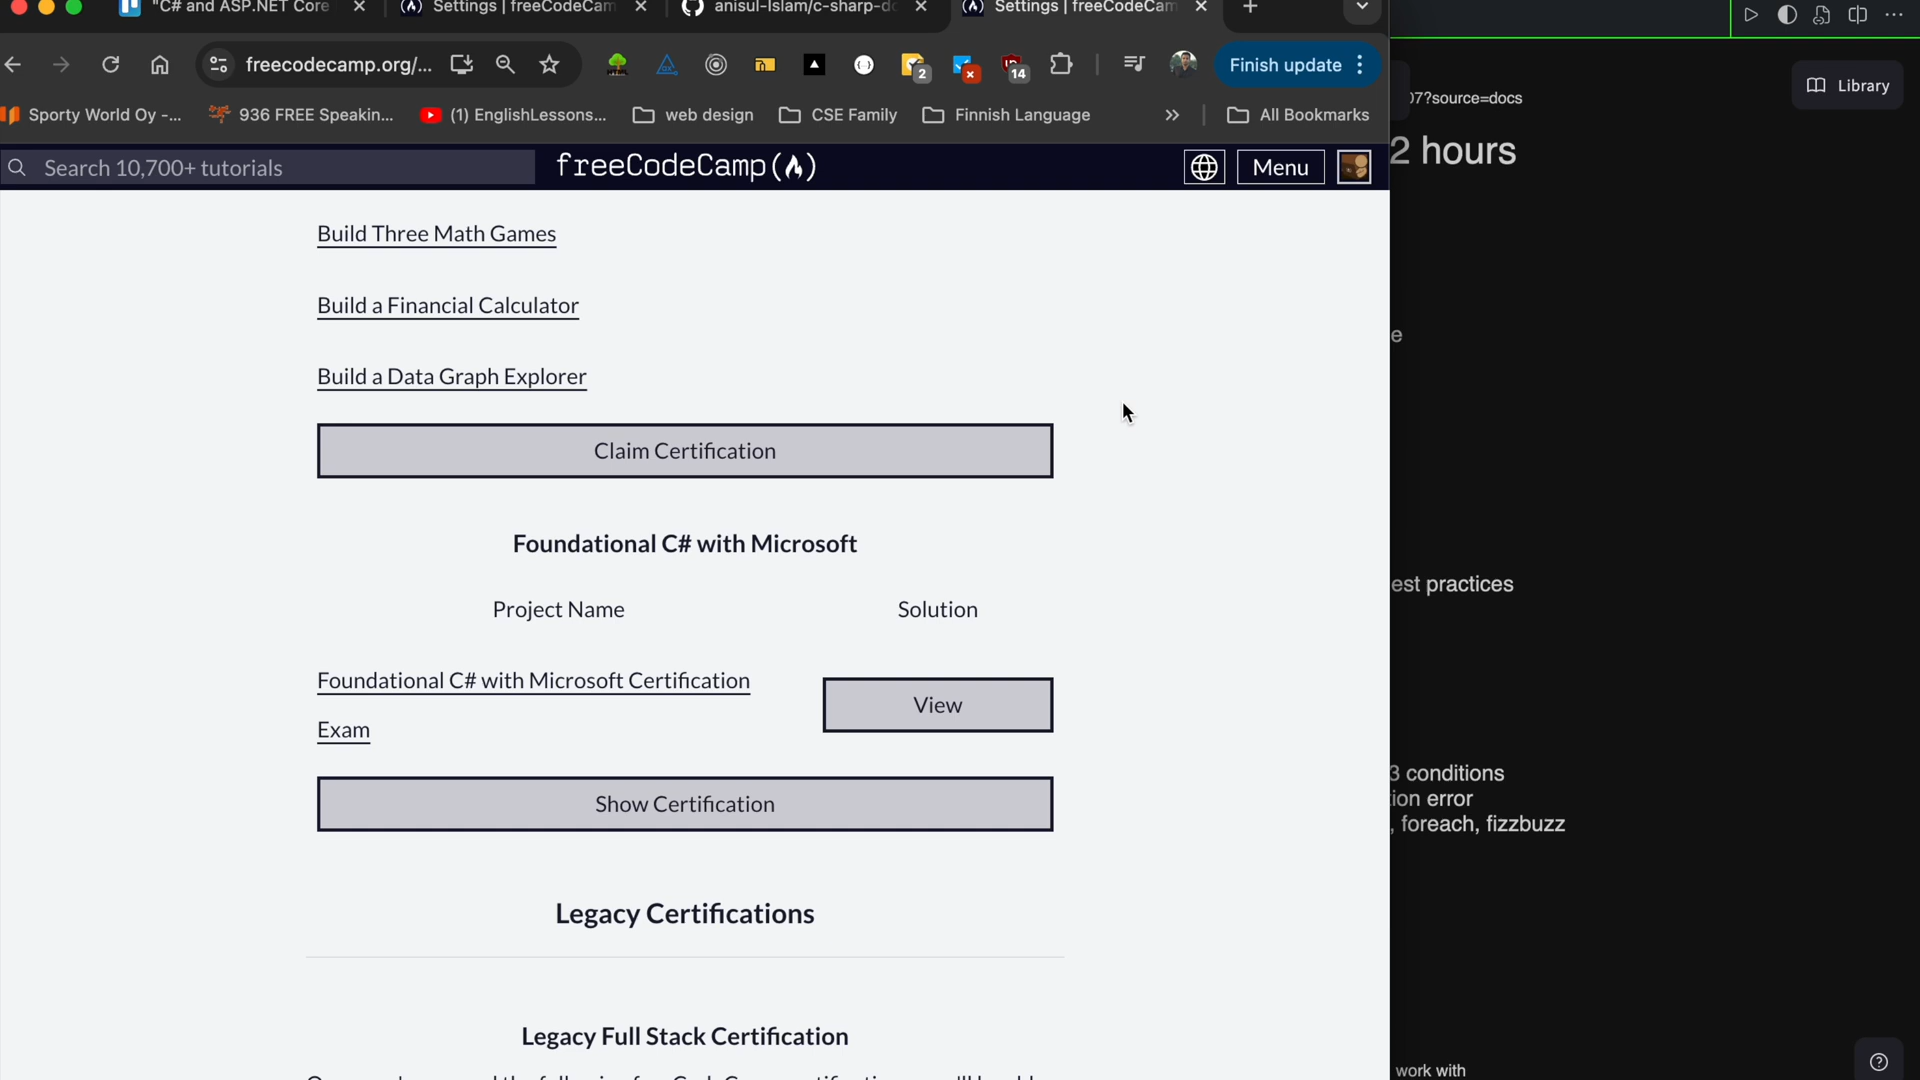 "C# and ASP.NET Core
Settings | freeCodeCam
anisul-Islam/c-sharp-do
Settings | freeCodeCam
freecodecamp.org/...
2
14
Finish update
Sporty World Oy -...
936 FREE Speakin...
(1) EnglishLessons...
web design
CSE Family
Finnish Language
All Bookmarks
Search 10,700+ tutorials
freeCodeCamp
Menu
Build Three Math Games
Build a Financial Calculator
Build a Data Graph Explorer
Claim Certification
Foundational C# with Microsoft
Project Name
Solution
Foundational C# with Microsoft Certification
Exam
View
Show Certification
Legacy Certifications
Legacy Full Stack Certification
07?source=docs
Library
2 hours
e
est practices
3 conditions
ion error
, foreach, fizzbuzz
work with